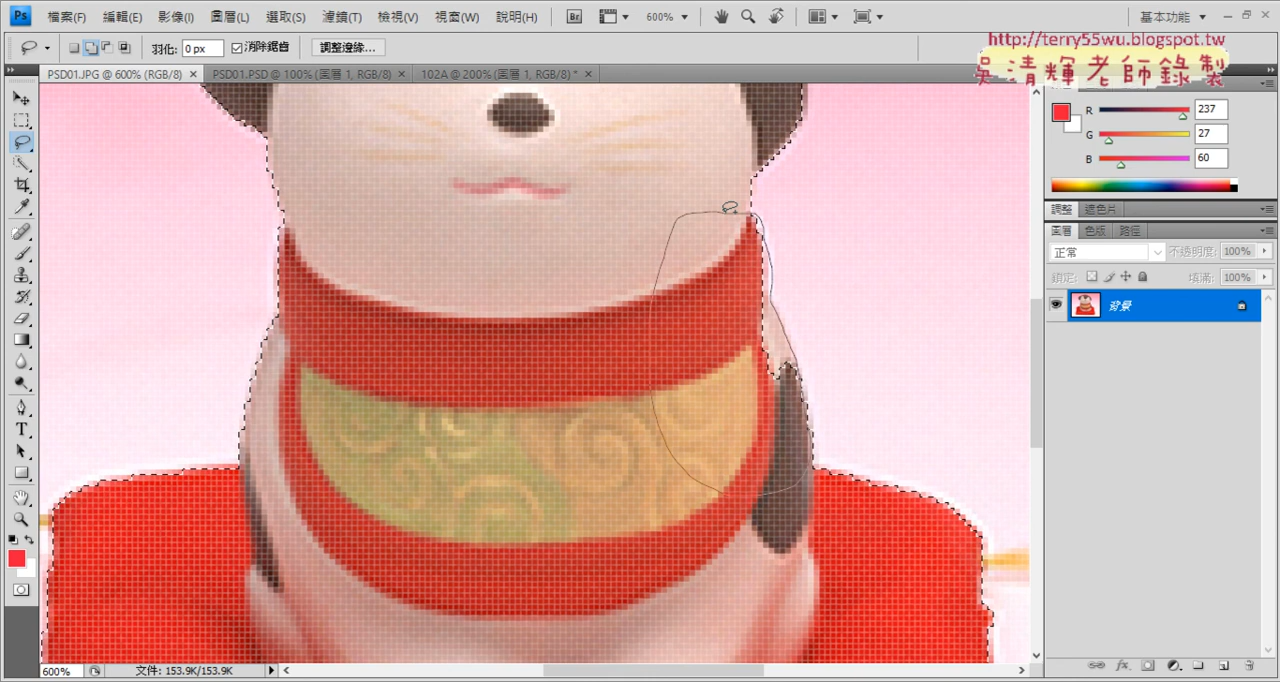 Ps 檔案(F) 編輯(E) 影像(I) 圖層(L) 選取(S) 濾鏡(T) 檢視(V) 視窗(W) 說明(H) Br 600% 基本功能
http://terry55wu.blogspot.tw
羽化: 0 px 消除鋸齒 調整邊緣...
吳清輝老師錄製
PSD01.JPG @ 600% (RGB/8) PSD01.PSD @ 100% (圖層 1, RGB/8) 102A @ 200% (圖層 1, RGB/8) *
R 237
G 27
B 60
調整 遮色片
圖層 色版 路徑
正常 不透明度: 100%
鎖定: 填滿: 100%
背景
T
600% 文件: 153.9K/153.9K